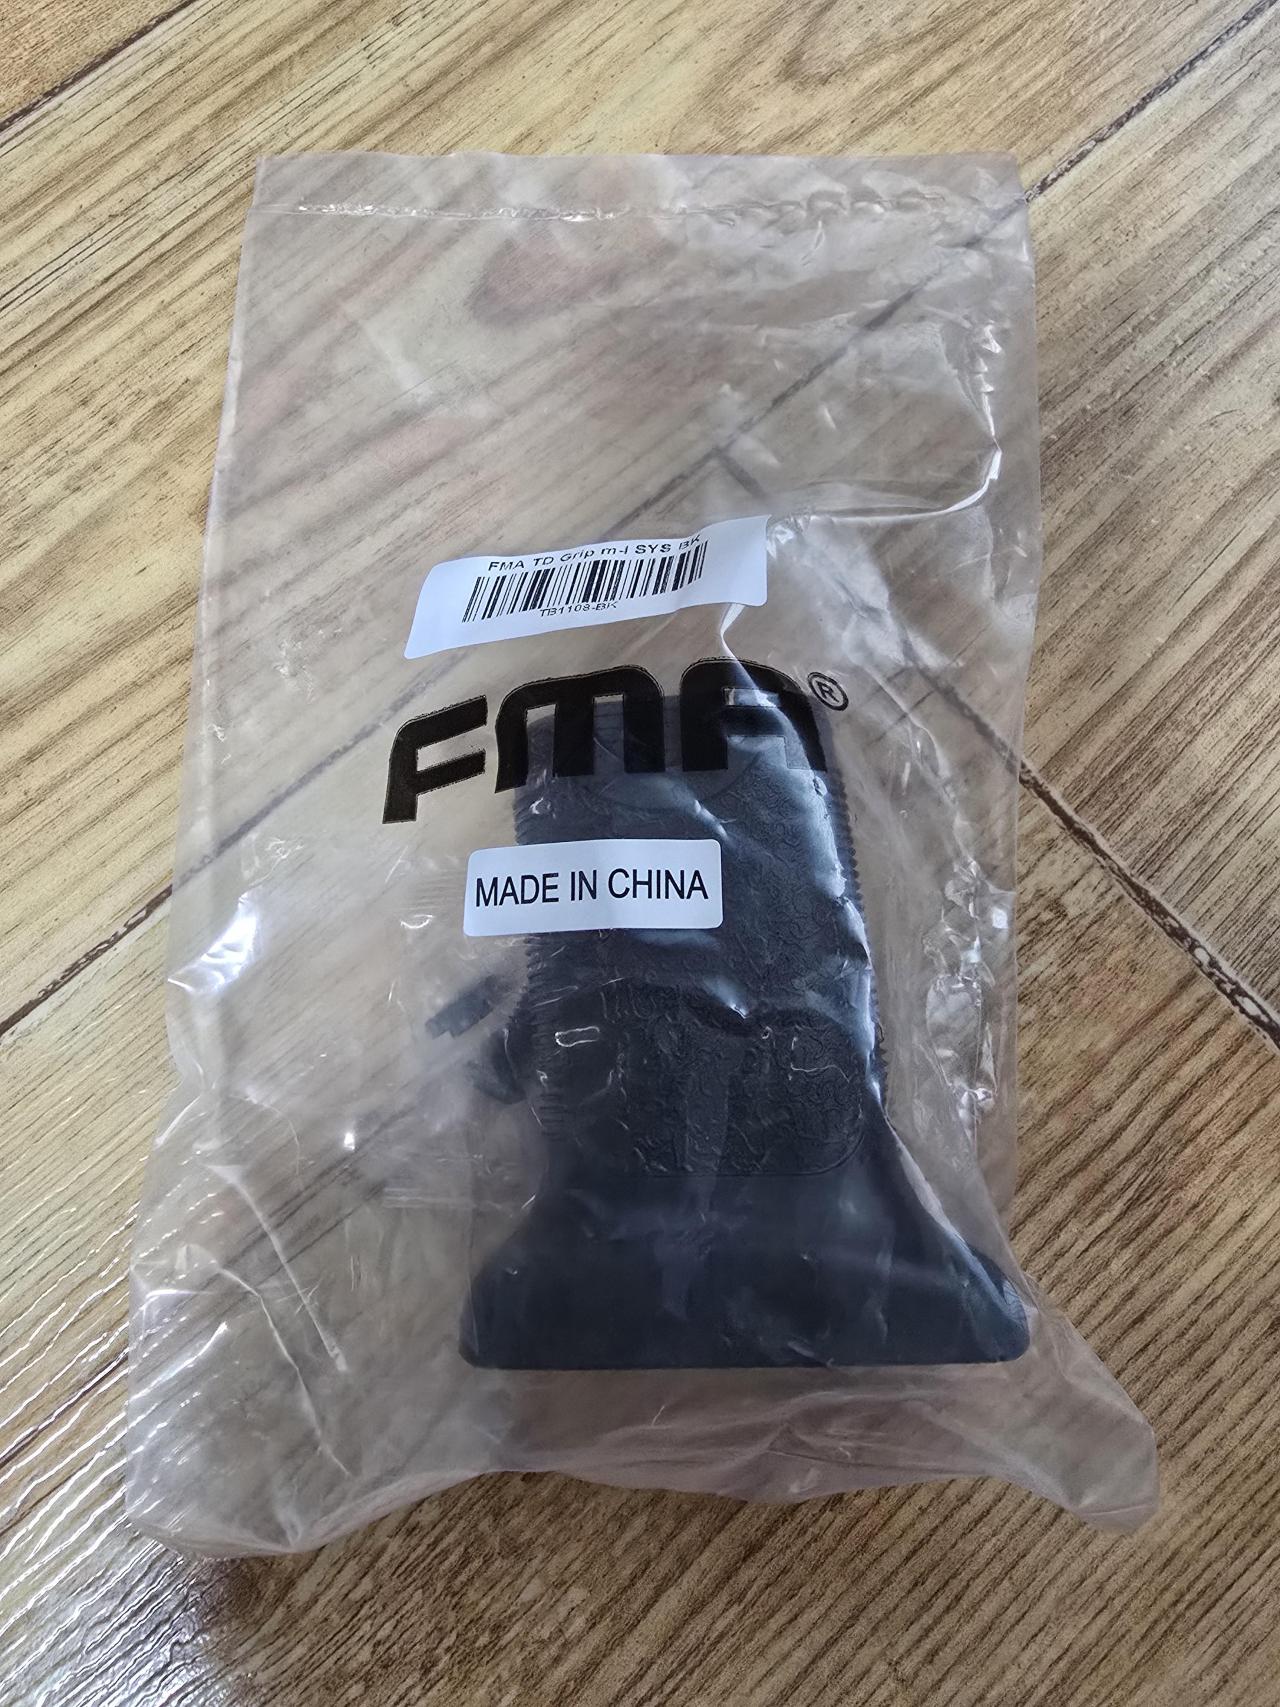 FMA TD Grip m-l SYS BK
TB1108-BK
FMA®
MADE IN CHINA